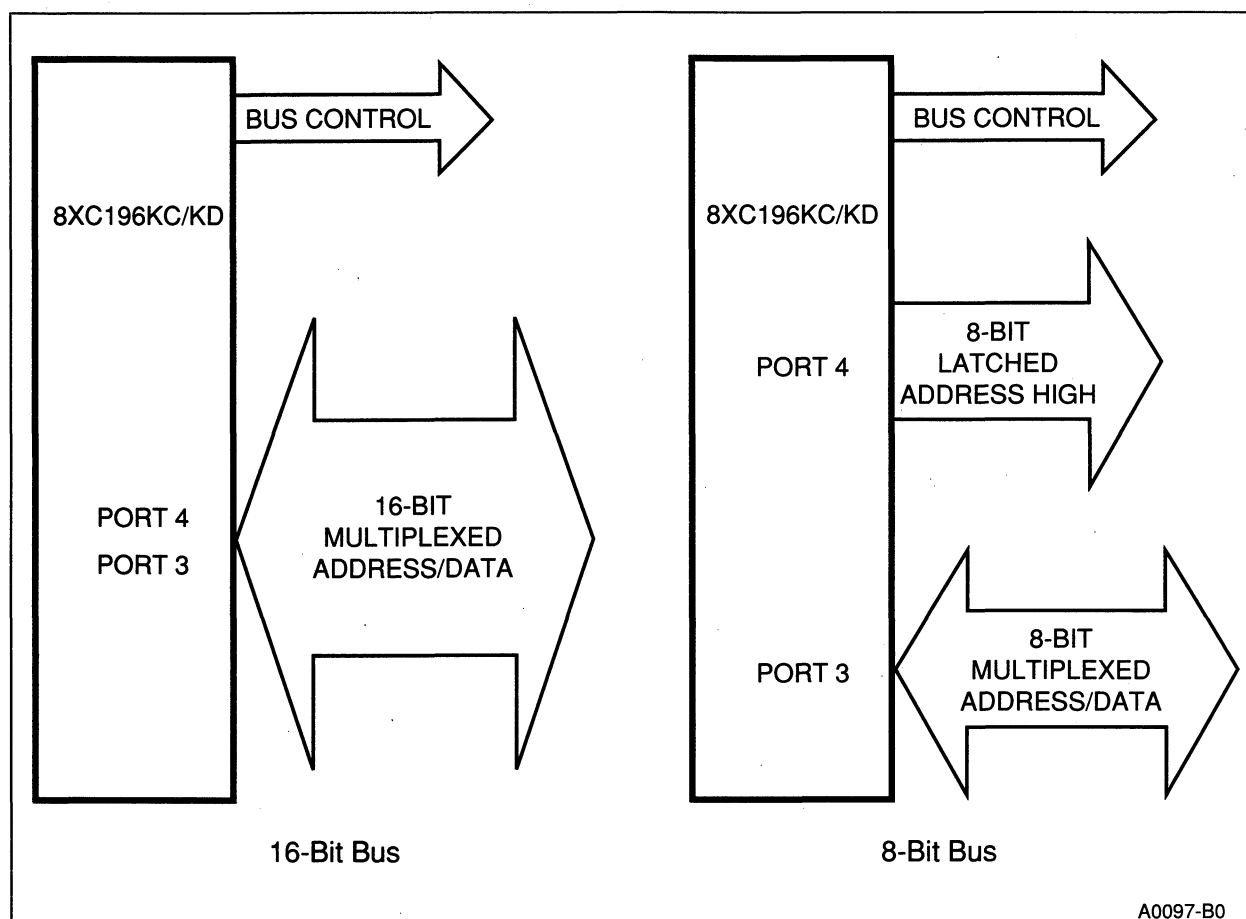 BUS CONTROL
8XC196KC/KD
PORT 4
PORT 3
16-BIT
MULTIPLEXED
ADDRESS/DATA
16-Bit Bus
BUS CONTROL
8XC196KC/KD
PORT 4
8-BIT
LATCHED
ADDRESS HIGH
PORT 3
8-BIT
MULTIPLEXED
ADDRESS/DATA
8-Bit Bus
A0097-B0